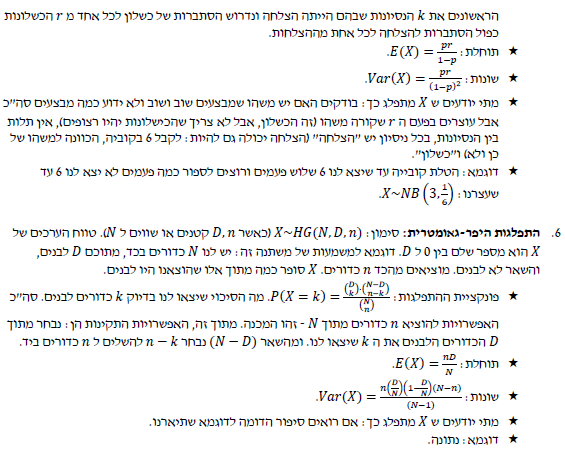 הראשונים את k הנסיונות שבהם הייתה הצלחה ונדרוש הסתברות של כשלון לכל אחד מ r הכשלונות
כפול הסתברות להצלחה לכל אחת מההצלחות.
★ תוחלת: E(X) = pr/(1−p).
★ שונות: Var(X) = pr/(1−p)².
★ מתי יודעים ש X מתפלג כך: בודקים האם יש משהו שמבצעים שוב ושוב ולא ידוע כמה מבצעים סה"כ
אבל עוצרים בפעם ה r שקורה משהו (זה הכשלון, אבל לא צריך שהכישלונות יהיו רצופים), אין תלות
בין הנסיונות, בכל ניסיון יש "הצלחה" (הצלחה יכולה גם להיות: לקבל 6 בקוביה, הכוונה למשהו של
כן ולא) ו"כשלון".
★ דוגמא: הטלת קובייה עד שיצא לנו 6 שלוש פעמים ורוצים לספור כמה פעמים לא יצא לנו 6 עד
שעצרנו: X~NB(3, 1/6).
6. התפלגות היפר-גאומטרית: סימון: X~HG(N, D, n) (כאשר D, n קטנים או שווים ל N). טווח הערכים של
X הוא מספר שלם בין 0 ל D. דוגמא למשמעות של משתנה זה: יש לנו N כדורים בכד, מתוכם D לבנים,
והשאר לא לבנים. מוציאים מהכד n כדורים. X סופר כמה מתוך אלו שהוצאנו היו לבנים.
★ פונקציית ההתפלגות: P(X = k) = (D k)·(N−D n−k)/(N n). מה הסיכוי שיצאו לנו בדיוק k כדורים לבנים. סה"כ
האפשרויות להוציא n כדורים מתוך N - זהו המכנה. מתוך זה, האפשרויות התקינות הן: נבחר מתוך
D הכדורים הלבנים את ה k שיצאו לנו. ומהשאר (N − D) נבחר n − k להשלים ל n כדורים ביד.
★ תוחלת: E(X) = nD/N.
★ שונות: Var(X) = n(D/N)(1−D/N)(N−n)/(N−1).
★ מתי יודעים ש X מתפלג כך: אם רואים סיפור הדומה לדוגמא שתיארנו.
★ דוגמא: נתונה.